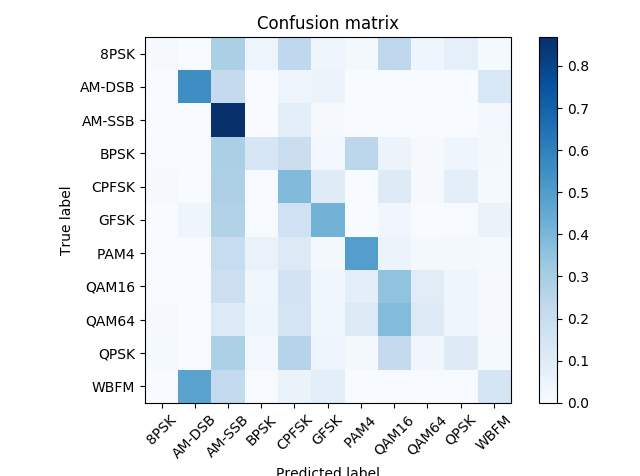 Confusion matrix
True label
8PSK
AM-DSB
AM-SSB
BPSK
CPFSK
GFSK
PAM4
QAM16
QAM64
QPSK
WBFM
8PSK
AM-DSB
AM-SSB
BPSK
CPFSK
GFSK
PAM4
QAM16
QAM64
QPSK
WBFM
Predicted label
0.8
0.7
0.6
0.5
0.4
0.3
0.2
0.1
0.0